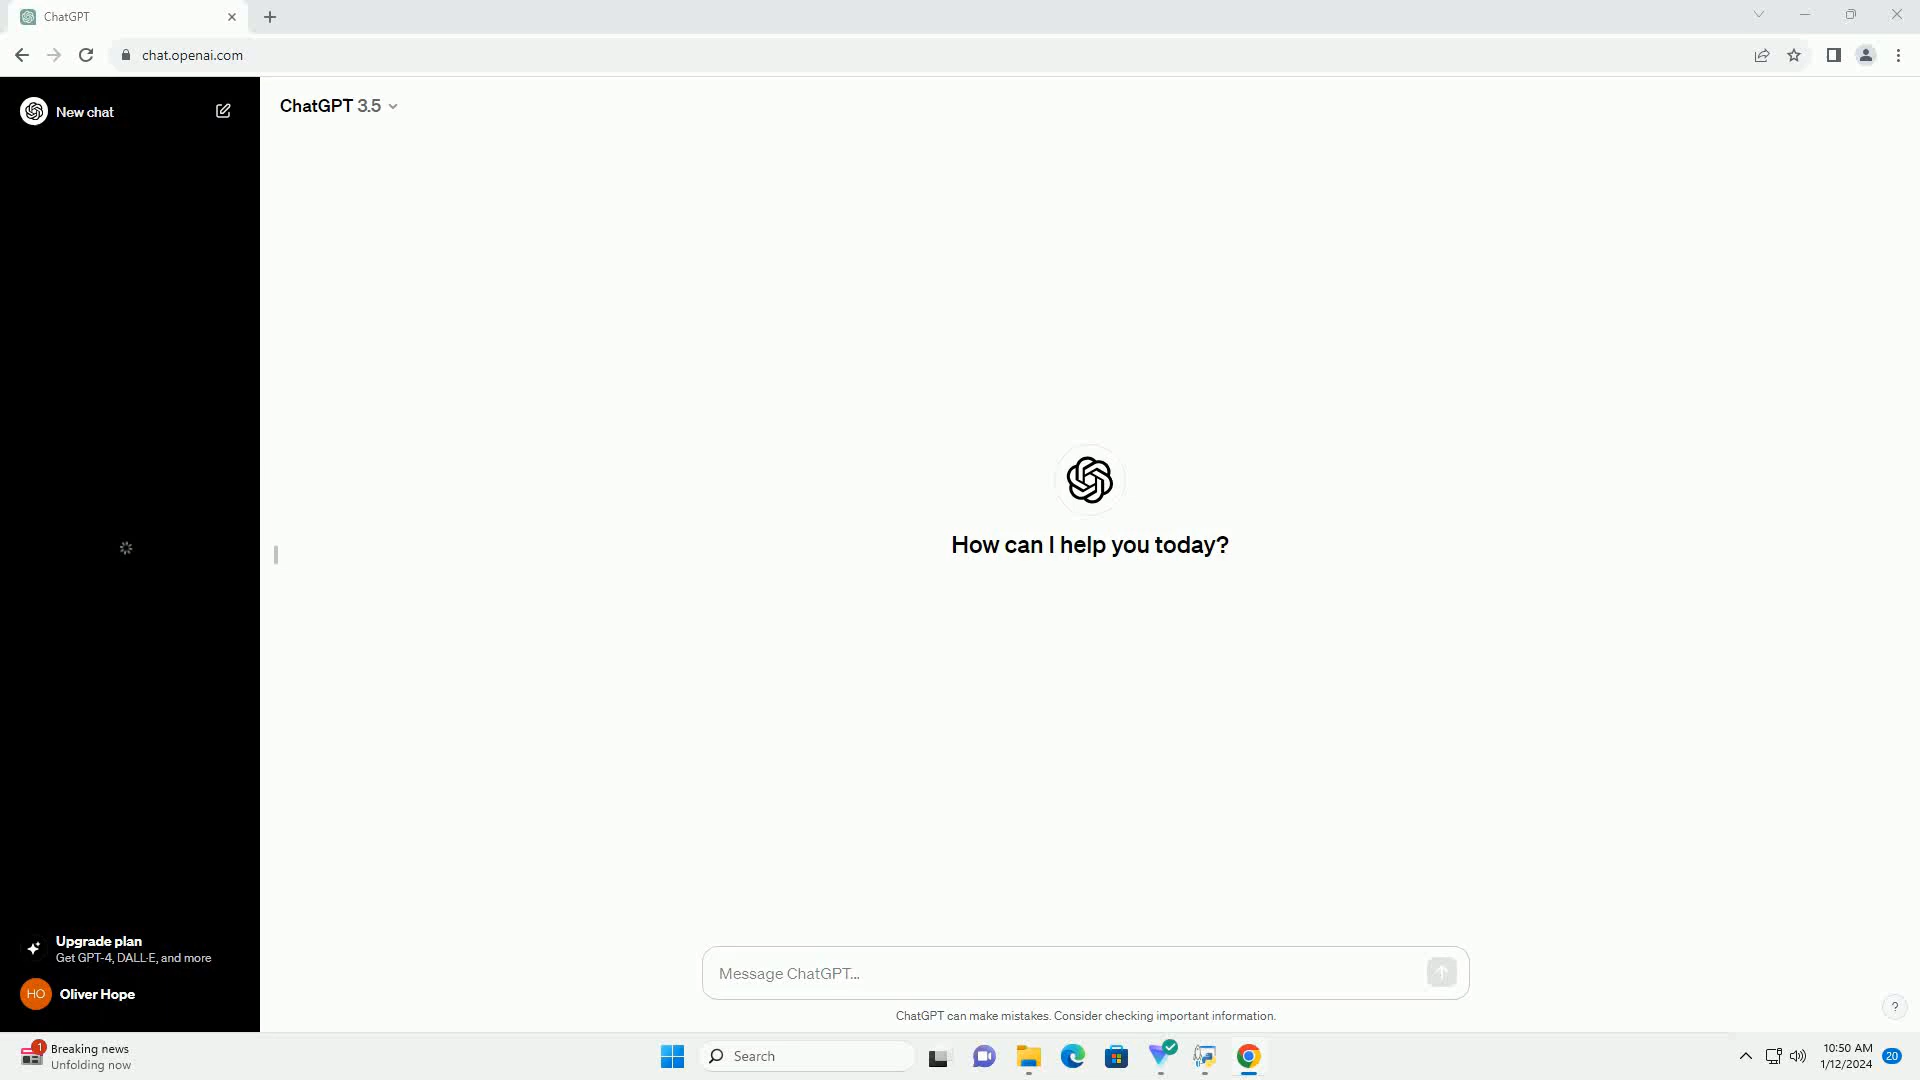 ChatGPT
chat.openai.com
New chat
ChatGPT 3.5
How can I help you today?
Upgrade plan
Get GPT-4, DALL·E, and more
HO Oliver Hope
Message ChatGPT...
ChatGPT can make mistakes. Consider checking important information.
?
1
Breaking news
Unfolding now
Search
10:50 AM
1/12/2024
20